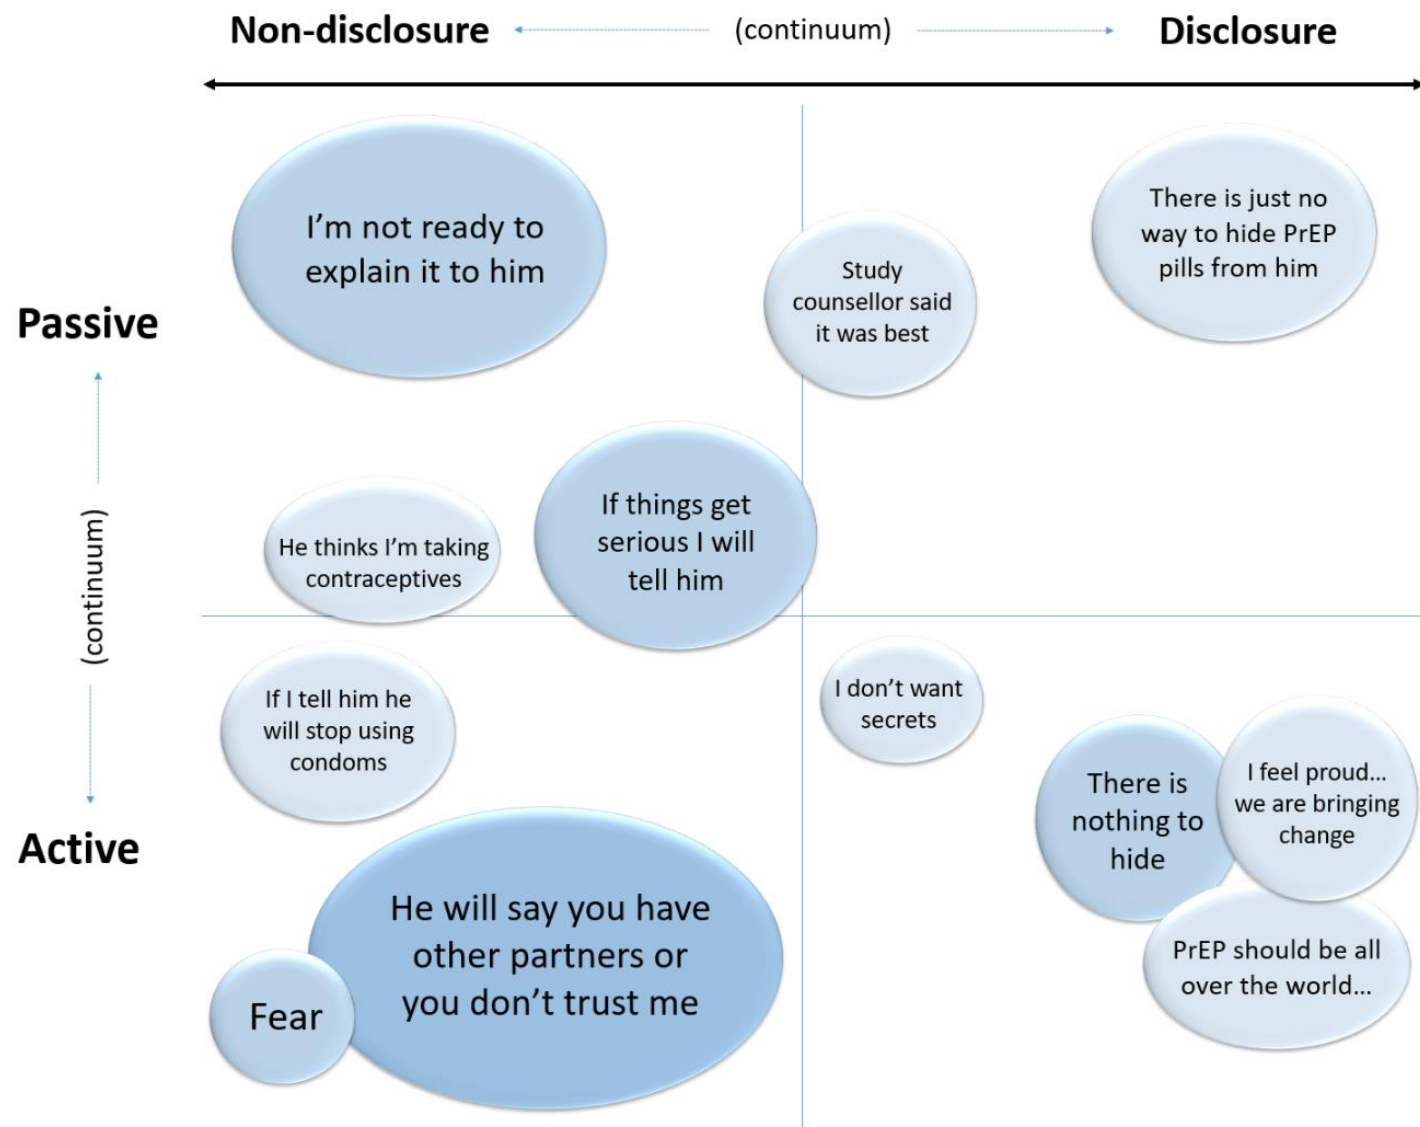 Non-disclosure (continuum) Disclosure
I’m not ready to
explain it to him
There is just no
way to hide PrEP
pills from him
Study
counsellor said
it was best
Passive
If things get
serious I will
tell him
He thinks I’m taking
contraceptives
(continuum)
If I tell him he
will stop using
condoms
I don’t want
secrets
Active
There is
nothing to
hide
I feel proud...
we are bringing
change
He will say you have
other partners or
you don’t trust me
PrEP should be all
over the world...
Fear